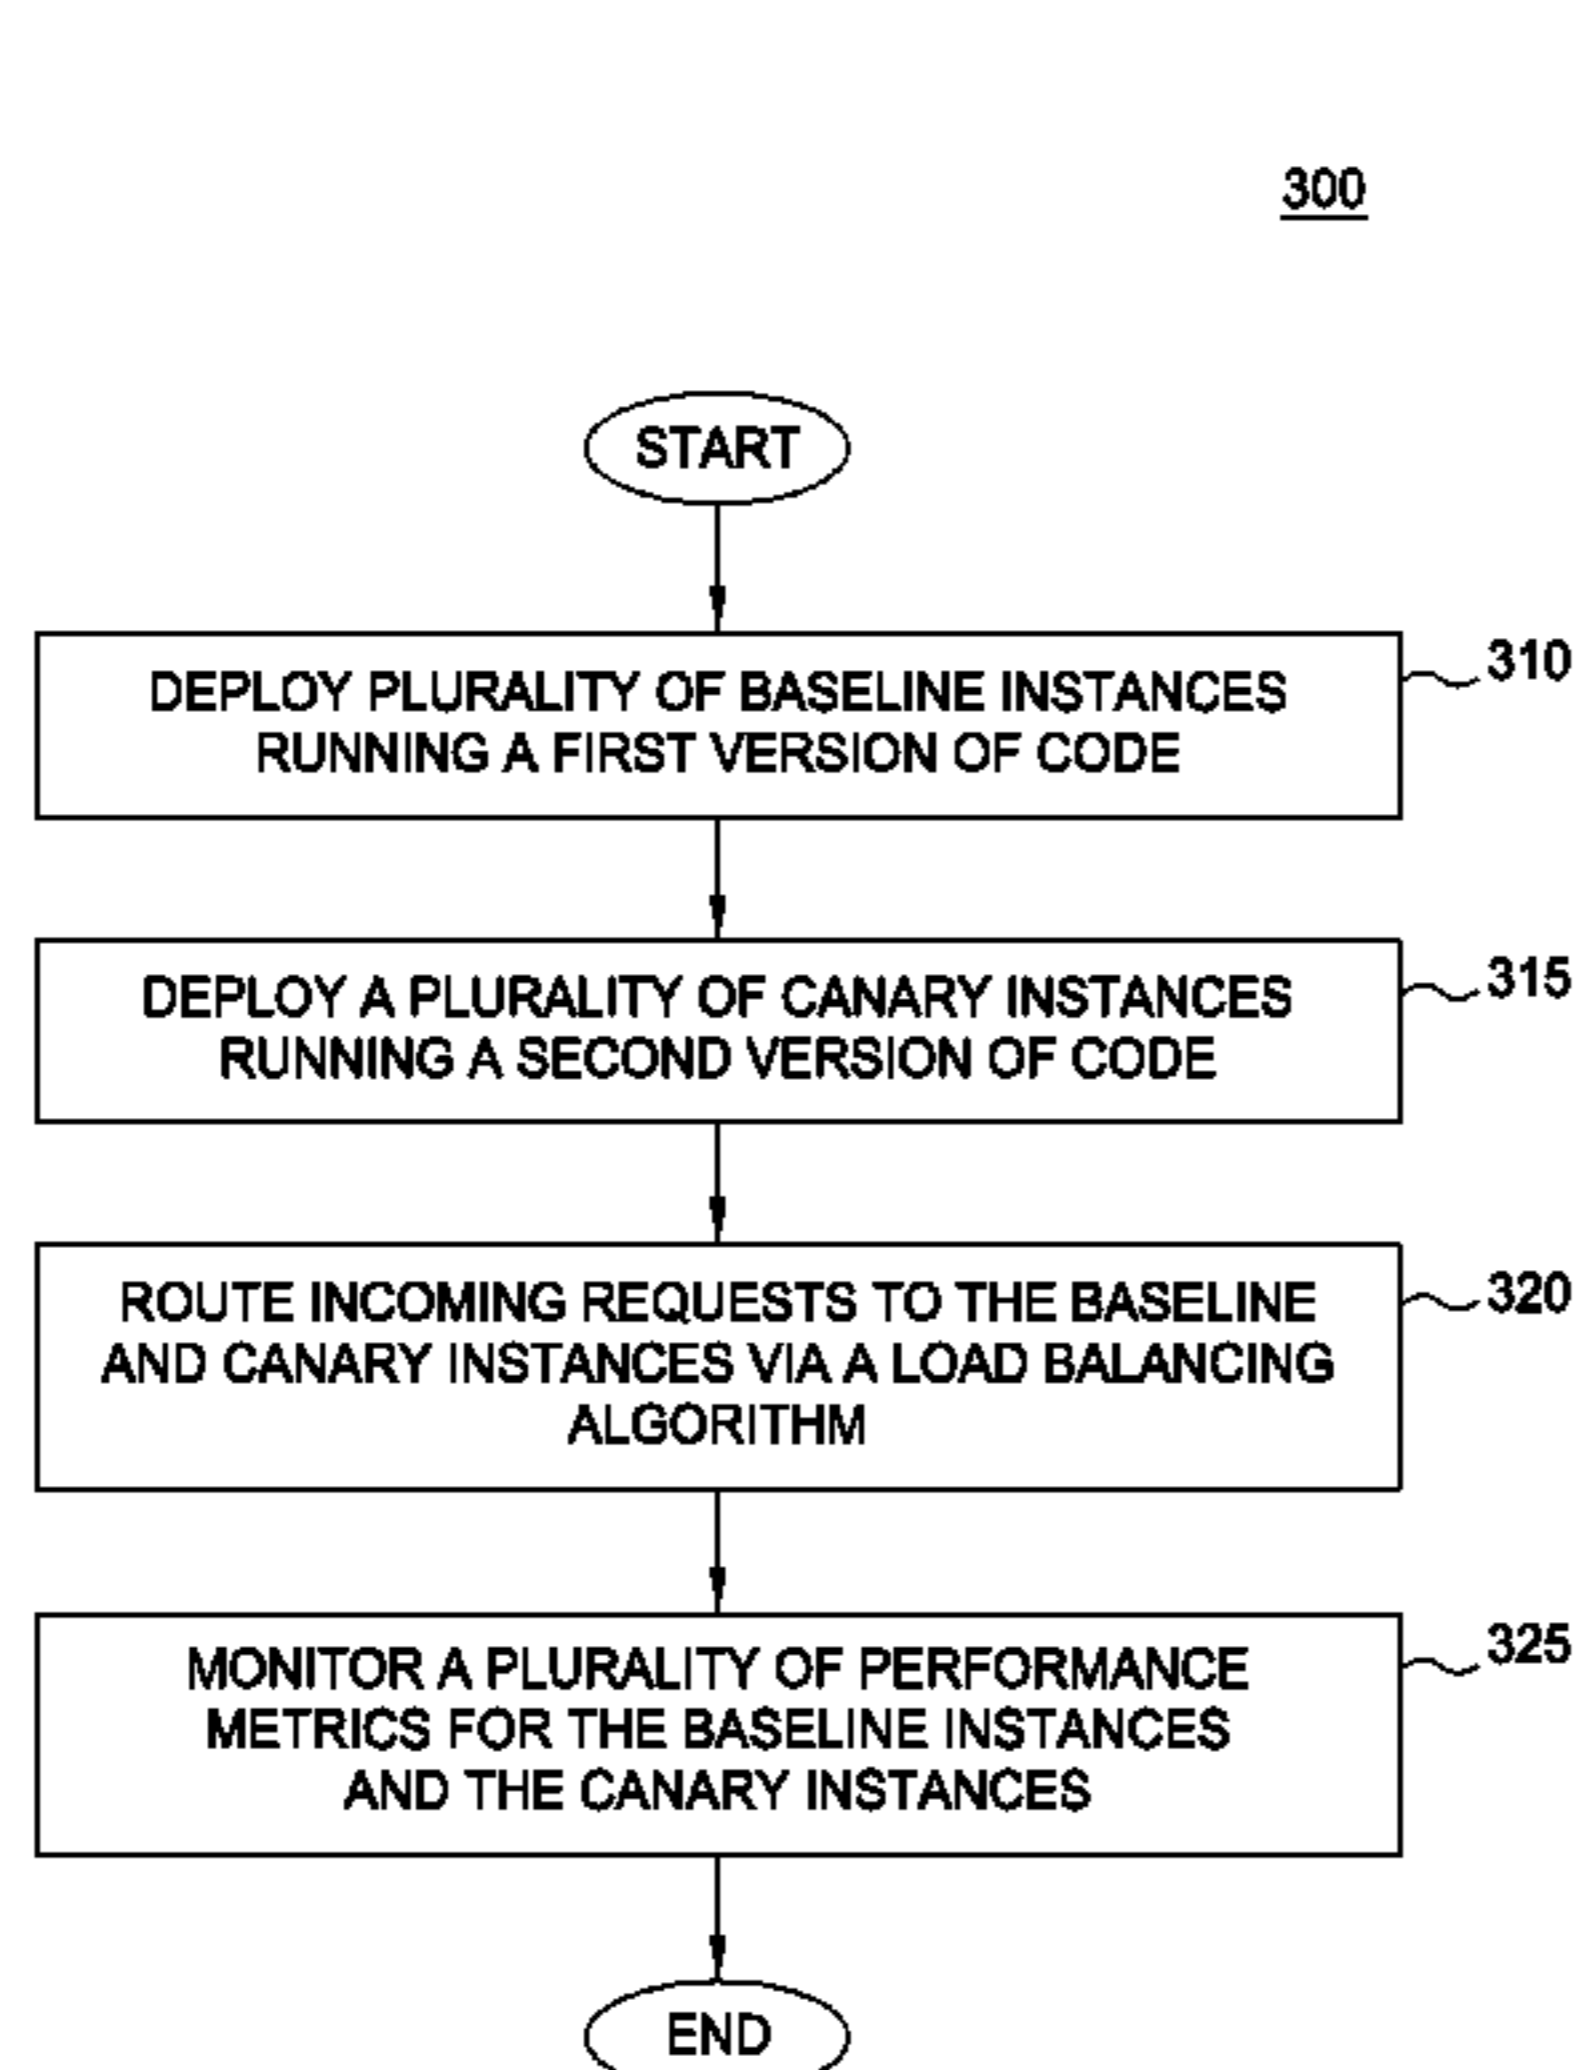 300
START
DEPLOY PLURALITY OF BASELINE INSTANCES
RUNNING A FIRST VERSION OF CODE
310
DEPLOY A PLURALITY OF CANARY INSTANCES
RUNNING A SECOND VERSION OF CODE
315
ROUTE INCOMING REQUESTS TO THE BASELINE
AND CANARY INSTANCES VIA A LOAD BALANCING
ALGORITHM
320
MONITOR A PLURALITY OF PERFORMANCE
METRICS FOR THE BASELINE INSTANCES
AND THE CANARY INSTANCES
325
END